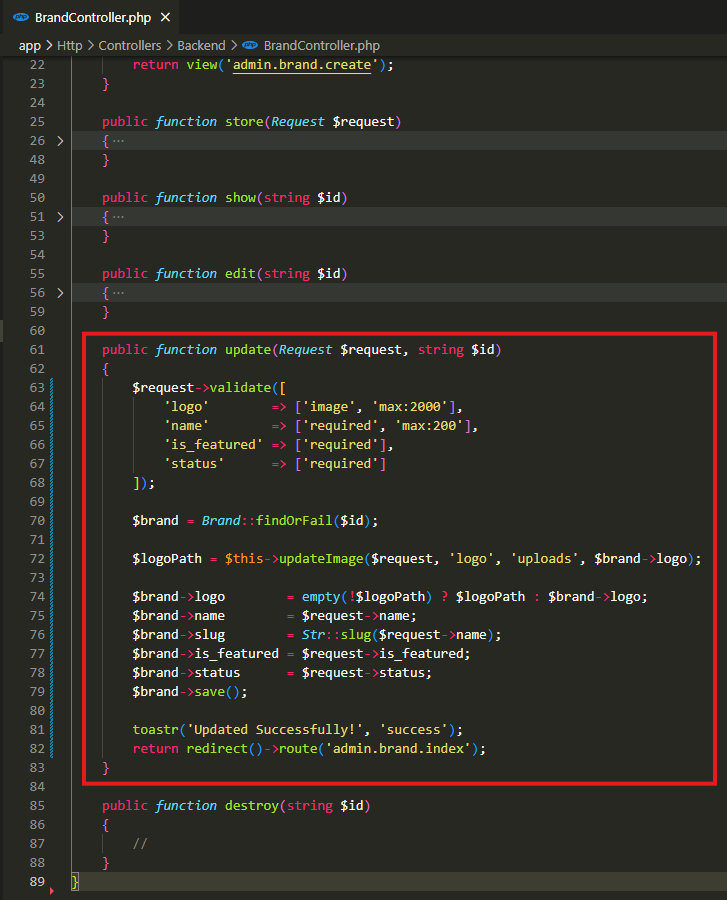 BrandController.php ×
app > Http > Controllers > Backend > BrandController.php
22 return view('admin.brand.create');
23 }
24
25 public function store(Request $request)
26 > { ···
48 }
49
50 public function show(string $id)
51 > { ···
53 }
54
55 public function edit(string $id)
56 > { ···
59 }
60
61 public function update(Request $request, string $id)
62 {
63 $request->validate([
64 'logo' => ['image', 'max:2000'],
65 'name' => ['required', 'max:200'],
66 'is_featured' => ['required'],
67 'status' => ['required']
68 ]);
69
70 $brand = Brand::findOrFail($id);
71
72 $logoPath = $this->updateImage($request, 'logo', 'uploads', $brand->logo);
73
74 $brand->logo = empty(!$logoPath) ? $logoPath : $brand->logo;
75 $brand->name = $request->name;
76 $brand->slug = Str::slug($request->name);
77 $brand->is_featured = $request->is_featured;
78 $brand->status = $request->status;
79 $brand->save();
80
81 toastr('Updated Successfully!', 'success');
82 return redirect()->route('admin.brand.index');
83 }
84
85 public function destroy(string $id)
86 {
87 //
88 }
89 }